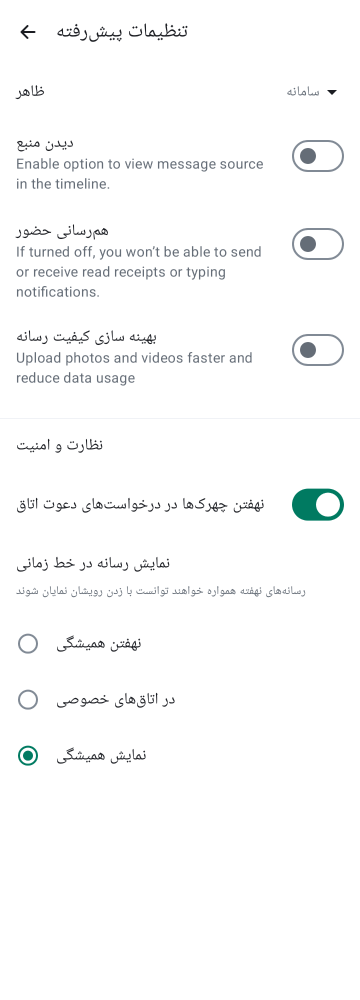 تنظیمات پیش‌رفته
ظاهر
سامانه
دیدن منبع
Enable option to view message source
in the timeline.
هم‌رسانی حضور
If turned off, you won’t be able to send
or receive read receipts or typing
notifications.
بهینه سازی کیفیت رسانه
Upload photos and videos faster and
reduce data usage
نظارت و امنیت
نهفتن چهرک‌ها در درخواست‌های دعوت اتاق
نمایش رسانه در خط زمانی
رسانه‌های نهفته همواره خواهند توانست با زدن رویشان نمایان شوند
نهفتن همیشگی
در اتاق‌های خصوصی
نمایش همیشگی